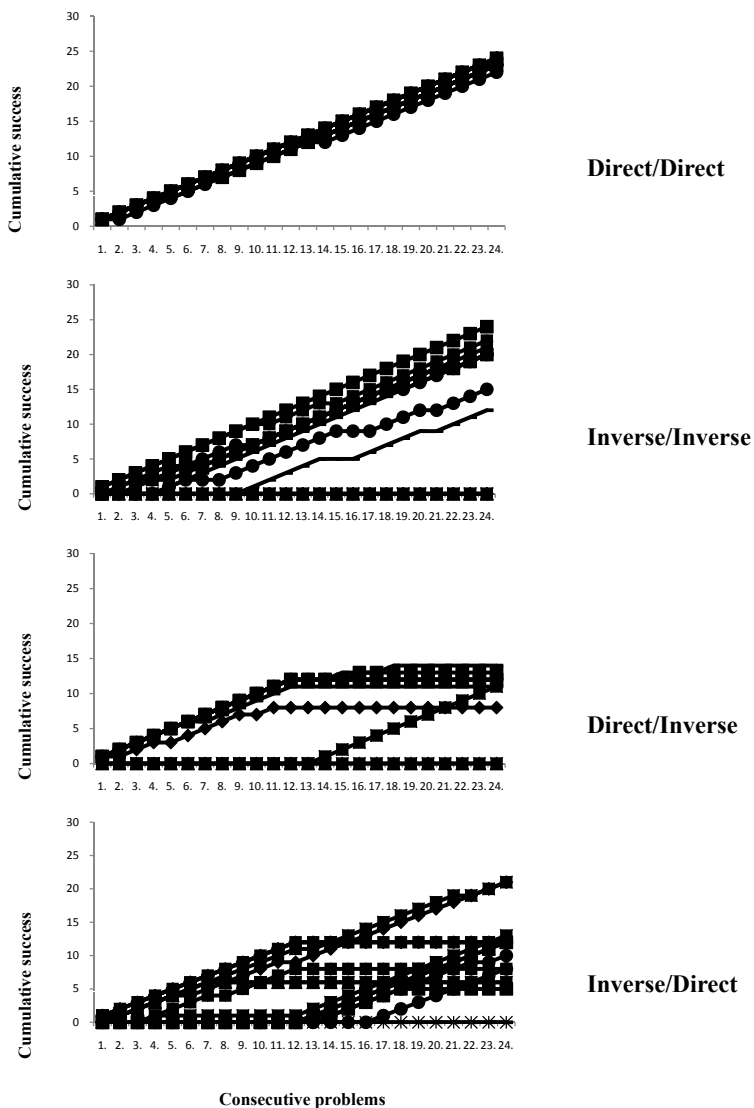 30
25
20
15
10
5
0
Cumulative success
1. 2. 3. 4. 5. 6. 7. 8. 9. 10. 11. 12. 13. 14. 15. 16. 17. 18. 19. 20. 21. 22. 23. 24.
Direct/Direct
30
25
20
15
10
5
0
Cumulative success
1. 2. 3. 4. 5. 6. 7. 8. 9. 10. 11. 12. 13. 14. 15. 16. 17. 18. 19. 20. 21. 22. 23. 24.
Inverse/Inverse
30
25
20
15
10
5
0
Cumulative success
1. 2. 3. 4. 5. 6. 7. 8. 9. 10. 11. 12. 13. 14. 15. 16. 17. 18. 19. 20. 21. 22. 23. 24.
Direct/Inverse
30
25
20
15
10
5
0
Cumulative success
1. 2. 3. 4. 5. 6. 7. 8. 9. 10. 11. 12. 13. 14. 15. 16. 17. 18. 19. 20. 21. 22. 23. 24.
Inverse/Direct
Consecutive problems